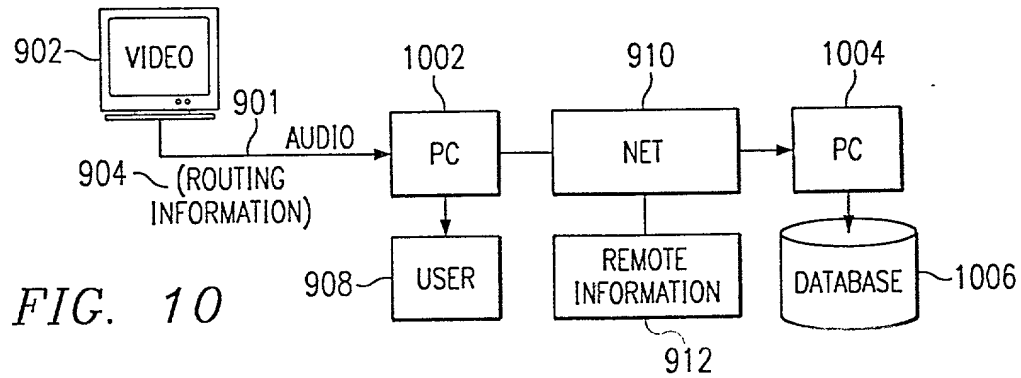 902
VIDEO
901
AUDIO
904
(ROUTING
INFORMATION)
1002
PC
910
NET
1004
PC
908
USER
REMOTE
INFORMATION
912
DATABASE
1006
FIG. 10